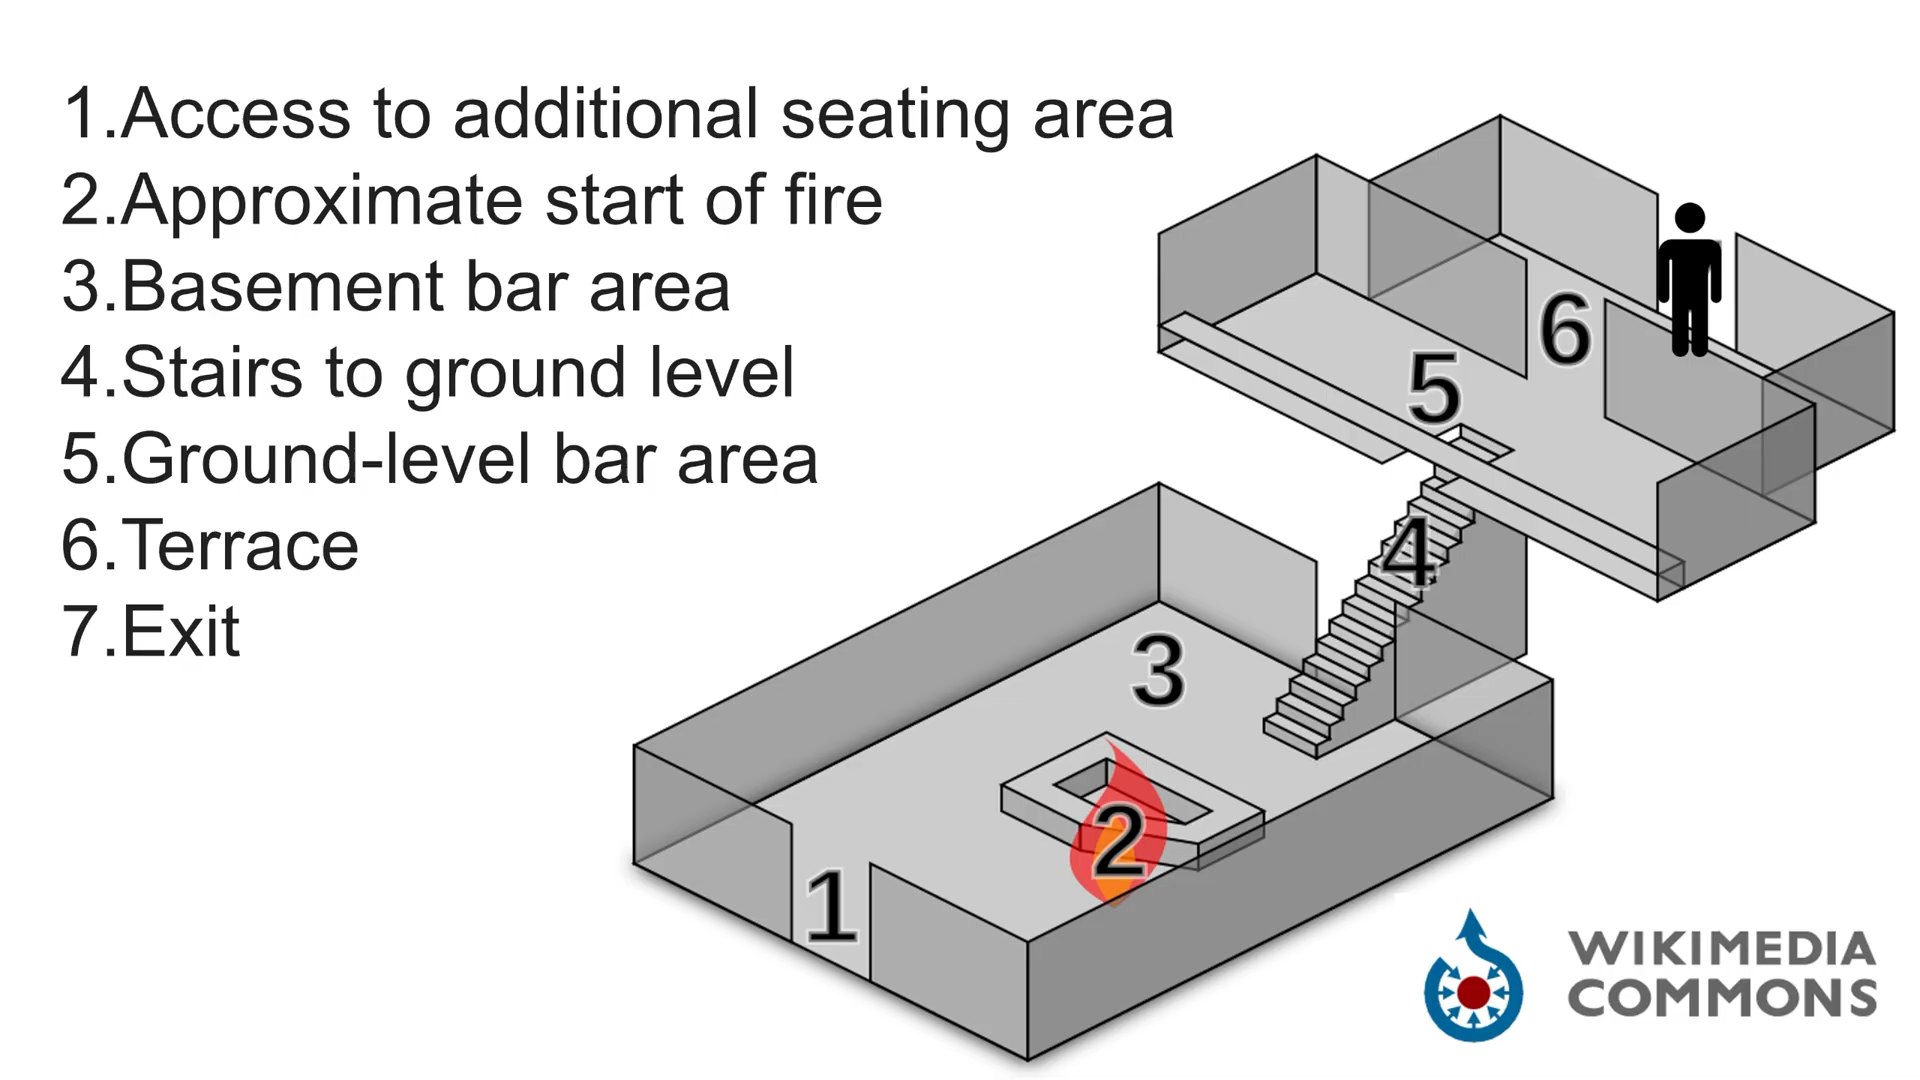 1.Access to additional seating area
2.Approximate start of fire
3.Basement bar area
4.Stairs to ground level
5.Ground-level bar area
6.Terrace
7.Exit
6
5
4
3
2
1
WIKIMEDIA
COMMONS